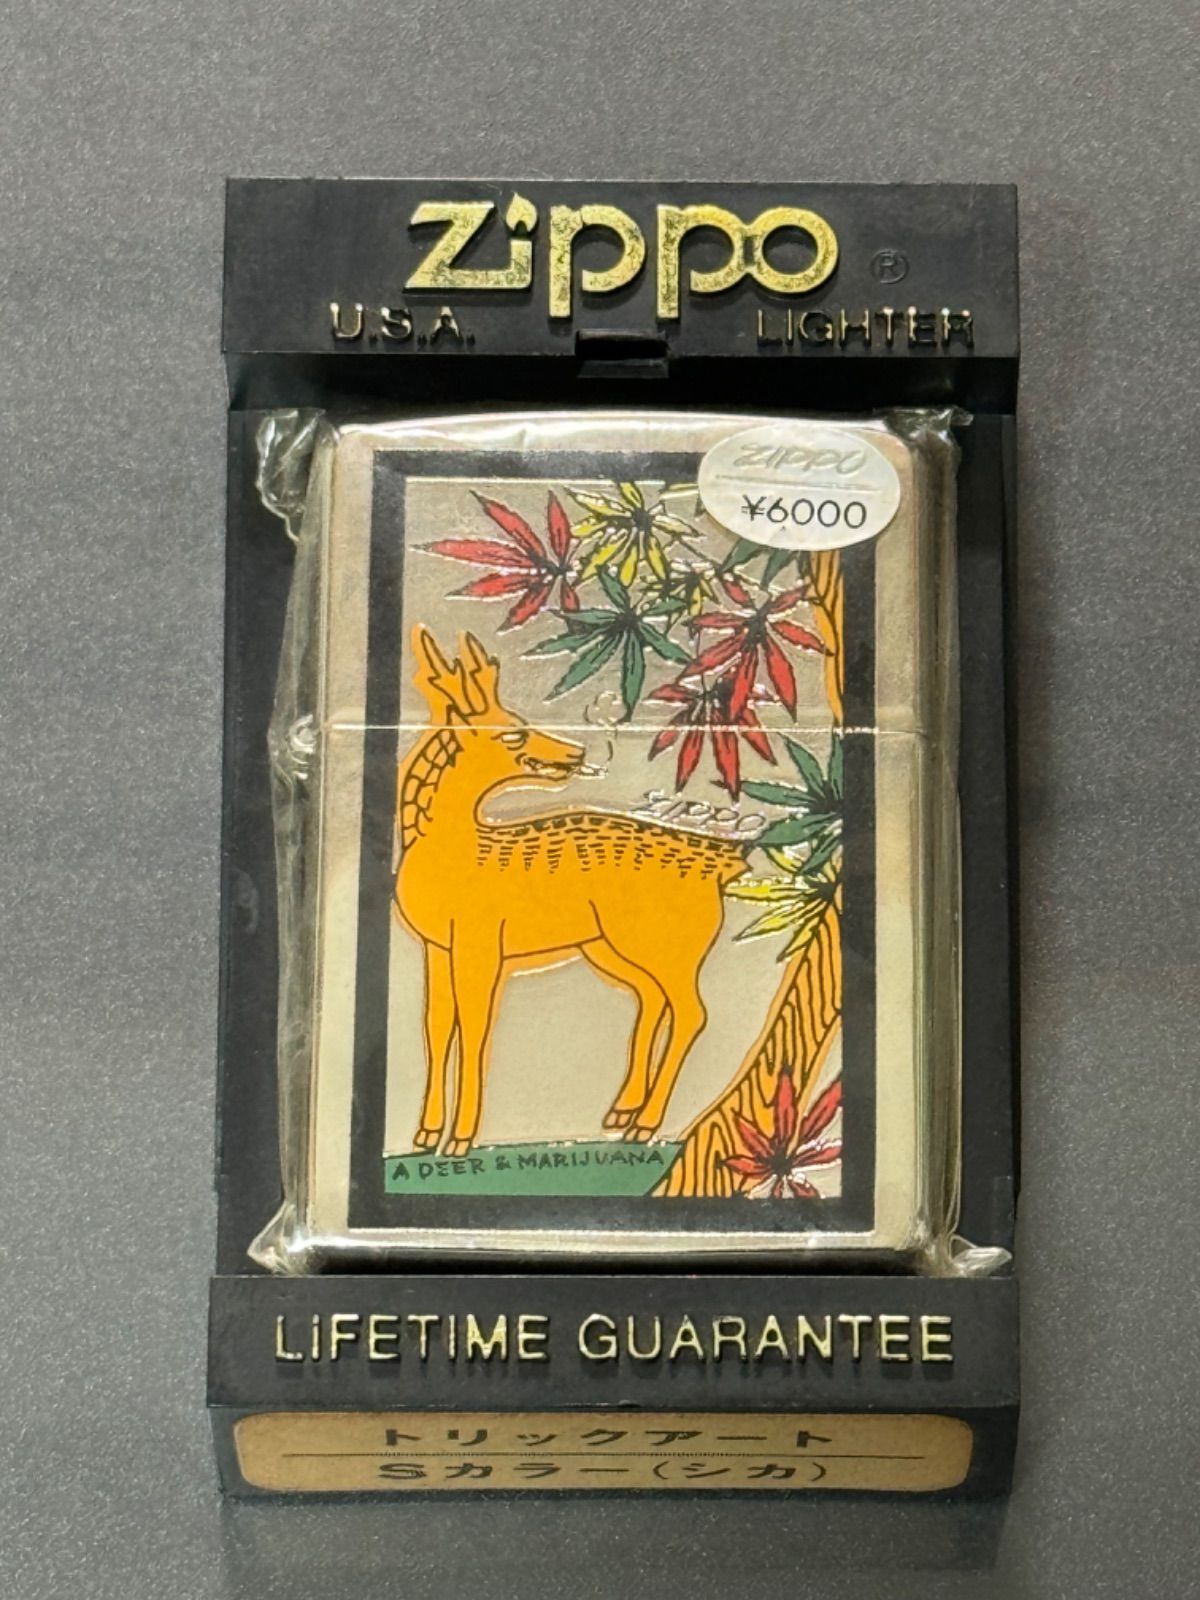 Zippo ®
U.S.A. LIGHTER
ZIPPO
¥6000
ZIPPO
A DEER & MARIJUANA
LiFETIME GUARANTEE
トリックアート
Sカラー(シカ)